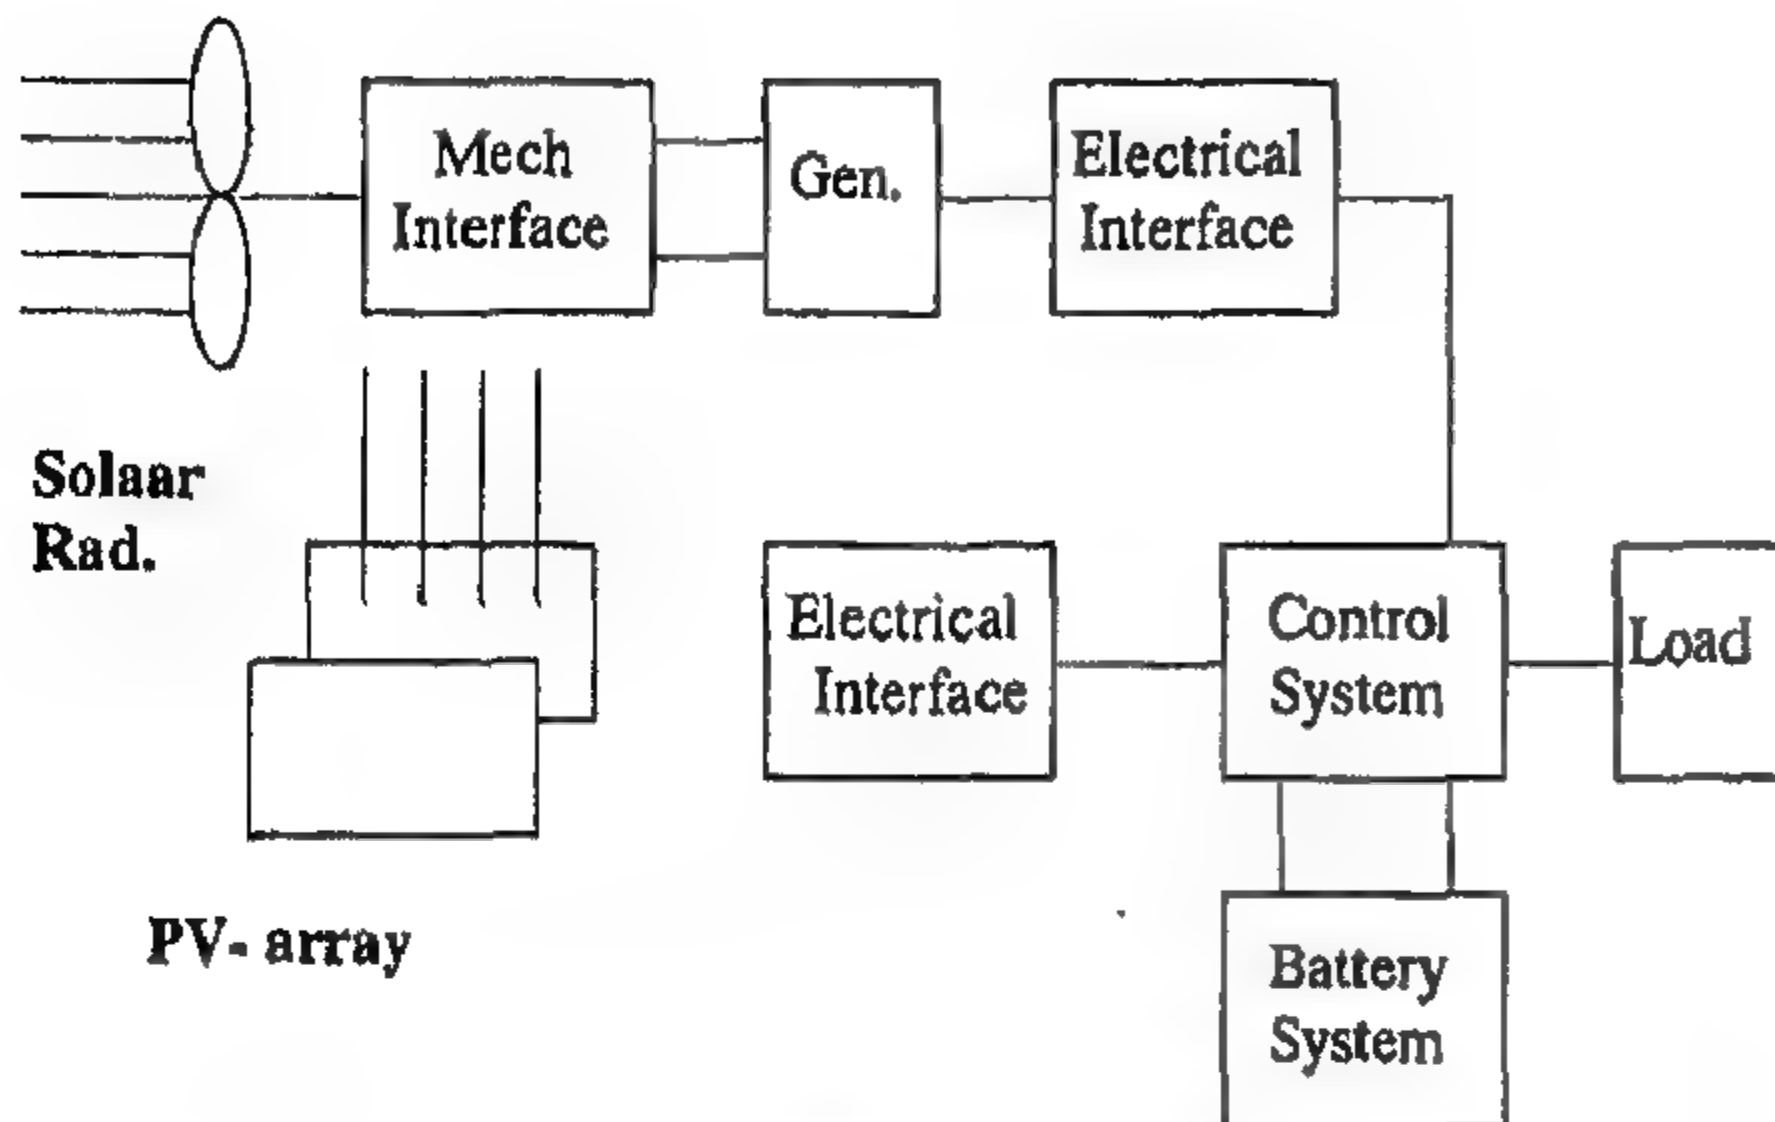 Mech
Interface
Gen.
Electrical
Interface
Solaar
Rad.
Electrical
Interface
Control
System
Load
PV- array
Battery
System